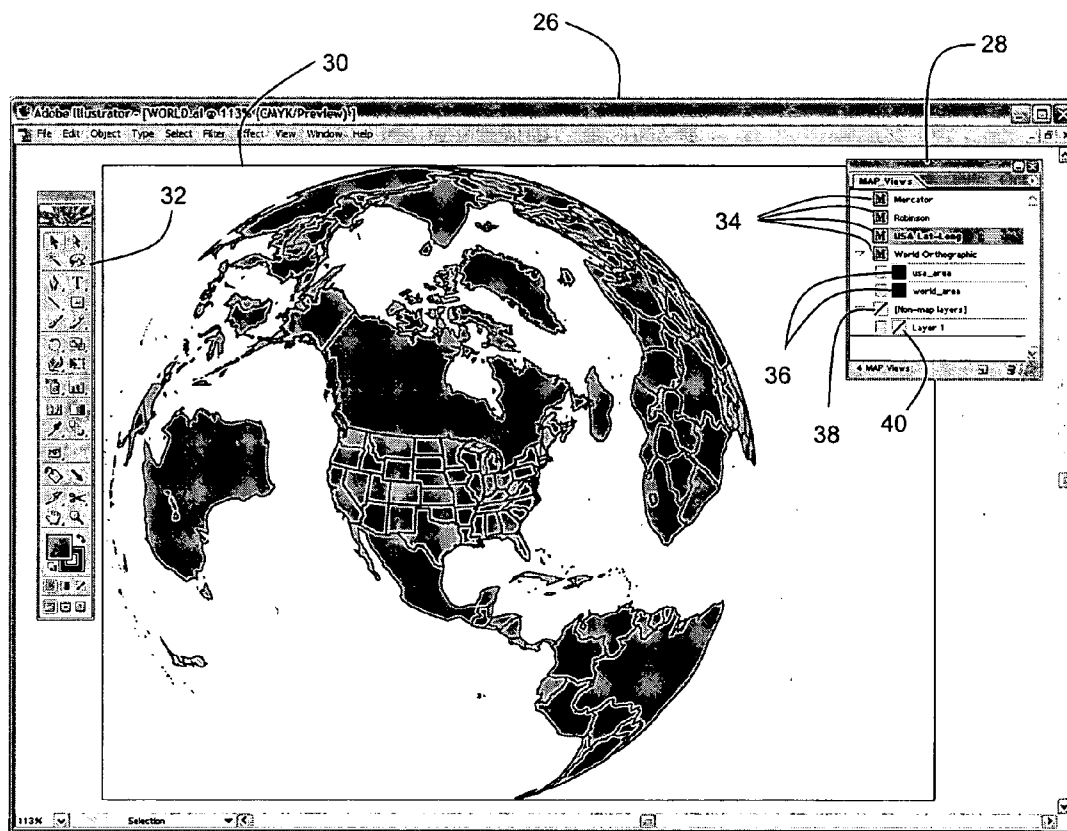 26
28
30
Adobe Illustrator - [WORLD.ai @ 113% (CMYK/Preview)]
File Edit Object Type Select Filter Effect View Window Help
32
MAP Views
34
M Mercator
M Robinson
M USA Lat-Long
M World Orthographic
usa_area
world_area
[Non-map layers]
Layer 1
36
4 MAP Views
38
40
T
113%
Selection